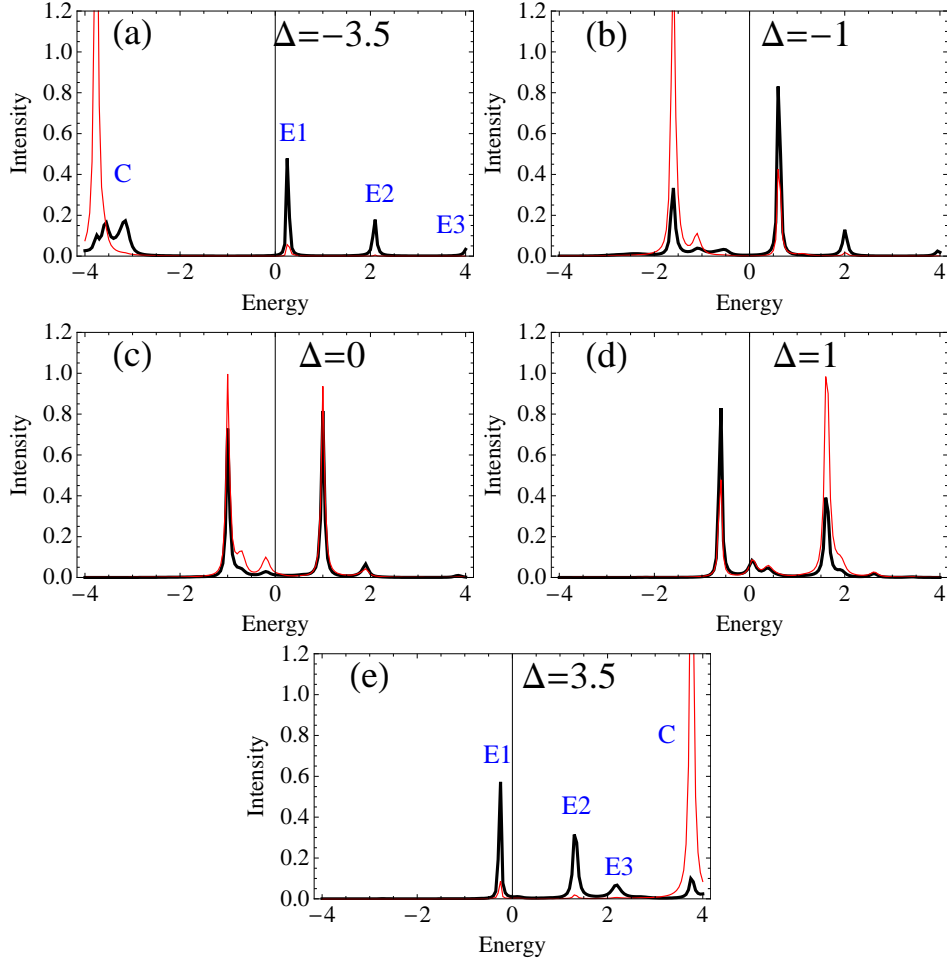 (a) Δ=−3.5
Intensity
1.2
1.0
0.8
0.6
0.4
0.2
0.0
C
E1
E2
E3
−4 −2 0 2 4
Energy
(b) Δ=−1
Intensity
1.2
1.0
0.8
0.6
0.4
0.2
0.0
−4 −2 0 2 4
Energy
(c) Δ=0
Intensity
1.2
1.0
0.8
0.6
0.4
0.2
0.0
−4 −2 0 2 4
Energy
(d) Δ=1
Intensity
1.2
1.0
0.8
0.6
0.4
0.2
0.0
−4 −2 0 2 4
Energy
(e) Δ=3.5
Intensity
1.2
1.0
0.8
0.6
0.4
0.2
0.0
E1
E2
E3
C
−4 −2 0 2 4
Energy